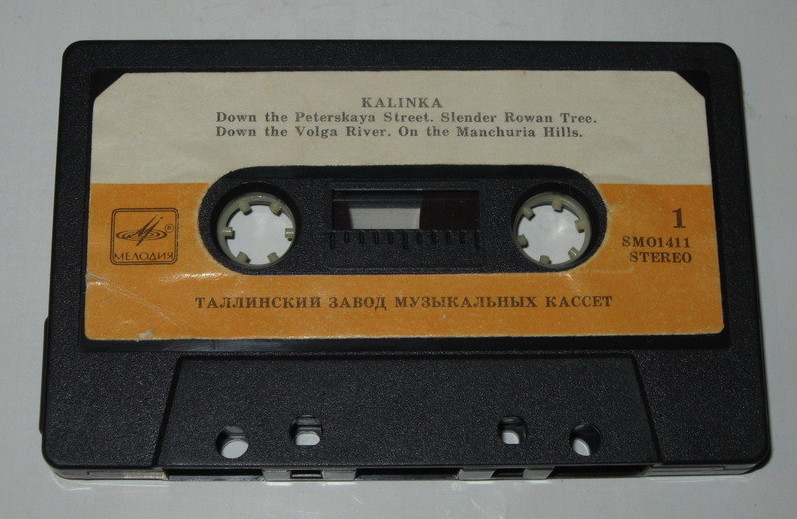 KALINKA
Down the Peterskaya Street. Slender Rowan Tree.
Down the Volga River. On the Manchuria Hills.
1
SM01411
STEREO
®
МЕЛОДИЯ
ТАЛЛИНСКИЙ ЗАВОД МУЗЫКАЛЬНЫХ КАССЕТ